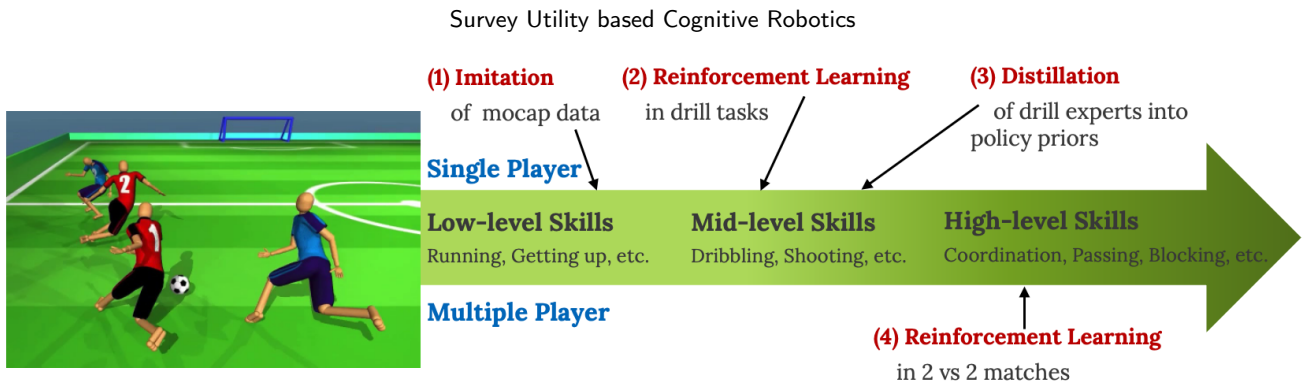 Survey Utility based Cognitive Robotics
(1) Imitation
of mocap data
(2) Reinforcement Learning
in drill tasks
(3) Distillation
of drill experts into
policy priors
Single Player
Low-level Skills
Running, Getting up, etc.
Mid-level Skills
Dribbling, Shooting, etc.
High-level Skills
Coordination, Passing, Blocking, etc.
Multiple Player
(4) Reinforcement Learning
in 2 vs 2 matches
2
1